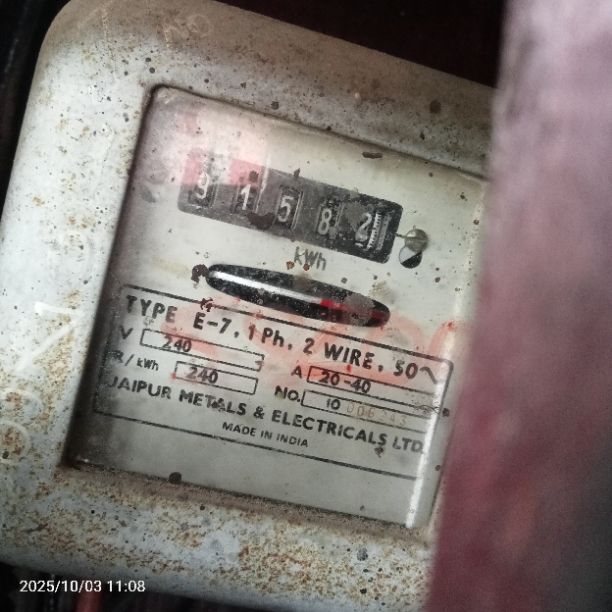 9 1 5 8 2
kWh
TYPE E-7, 1 Ph, 2 WIRE, 50~
V 240
A 20-40
R/kWh 240
NO. 10
JAIPUR METALS & ELECTRICALS LTD.
MADE IN INDIA
2025/10/03 11:08